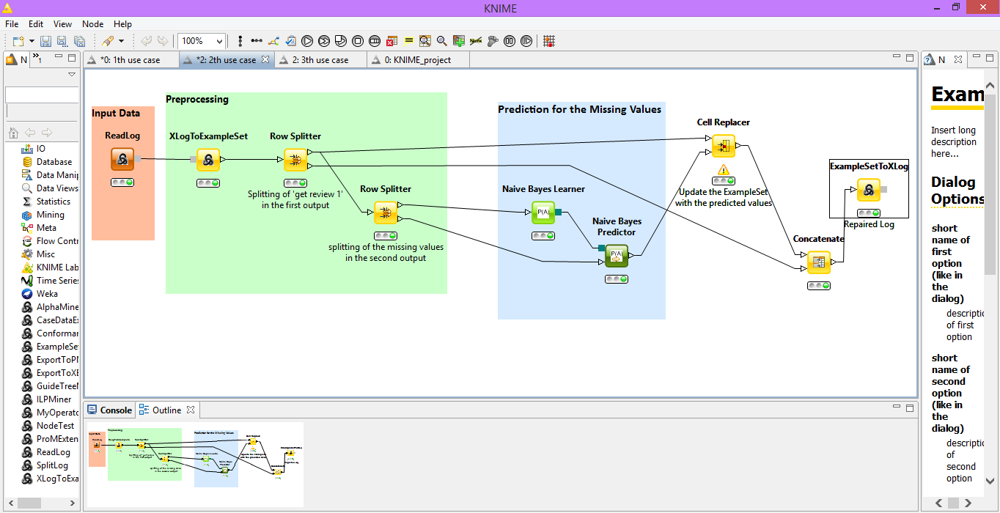 KNIME
File Edit View Node Help
100%
N
1
*0: 1th use case
*2: 2th use case
2: 3th use case
0: KNIME_project
N
IO
Database
Data Manip
Data Views
Statistics
Mining
Meta
Flow Contr
Misc
KNIME Lab
Time Series
Weka
AlphaMine
CaseDataEx
Conformar
ExampleSe
ExportToPN
ExportToXE
GuideTreeM
ILPMiner
MyOperato
NodeTest
ProMExten
ReadLog
SplitLog
XLogToExa
Input Data
ReadLog
Preprocessing
XLogToExampleSet
Row Splitter
Splitting of 'get review 1'
in the first output
Row Splitter
splitting of the missing values
in the second output
Prediction for the Missing Values
Naive Bayes Learner
P(A)
Naive Bayes
Predictor
P(A)
Cell Replacer
Update the ExampleSet
with the predicted values
Concatenate
ExampleSetToXLog
Repaired Log
Console
Outline
Exam
Insert long
description
here...
Dialog
Options
short
name of
first
option
(like in
the
dialog)
descriptic
of first
option
short
name of
second
option
(like in
the
dialog)
descriptic
of
second
option